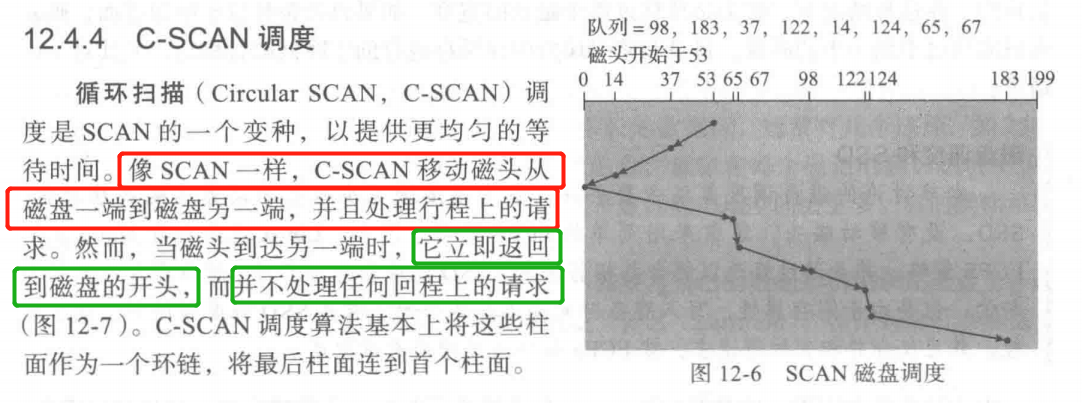 12.4.4 C-SCAN 调度
循环扫描（Circular SCAN，C-SCAN）调
度是 SCAN 的一个变种，以提供更均匀的等
待时间。像 SCAN 一样，C-SCAN 移动磁头从
磁盘一端到磁盘另一端，并且处理行程上的请
求。然而，当磁头到达另一端时，它立即返回
到磁盘的开头，而并不处理任何回程上的请求
（图 12-7）。C-SCAN 调度算法基本上将这些柱
面作为一个环链，将最后柱面连到首个柱面。
队列 = 98，183，37，122，14，124，65，67
磁头开始于53
0 14 37 53 65 67 98 122 124 183 199
图 12-6 SCAN 磁盘调度